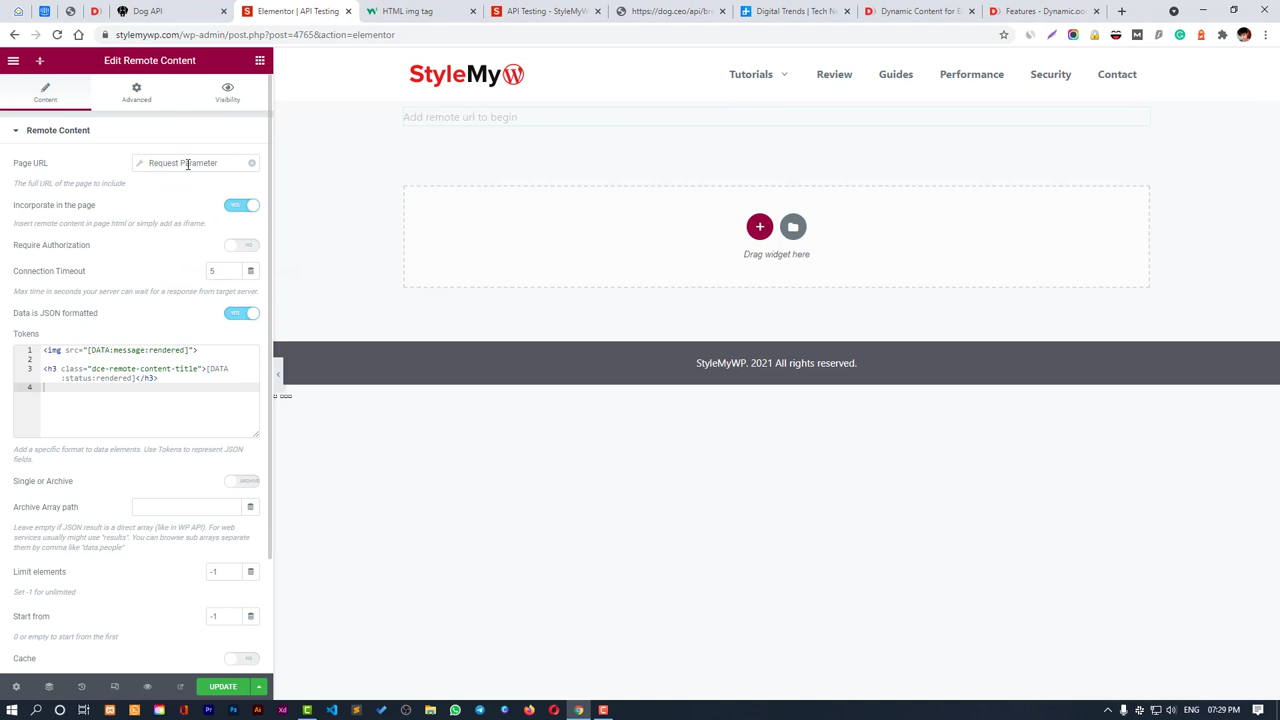 API Testing
HTML img tag
API Testing - StyleMyW
https://dog.ceo/api/br
Digital Trends | Tech N
Dynamic Content for E
D - Features - Dynamic.oo
stylemywp.com/wp-admin/post.php?post=4765&action=elementor
Edit Remote Content
Content
Advanced
Visibility
Remote Content
Page URL
Request Parameter
The full URL of the page to include
Incorporate in the page
YES
Insert remote content in page html or simply add as iframe.
Require Authorization
NO
Connection Timeout
5
Max time in seconds your server can wait for a response from target server.
Data is JSON formatted
YES
Tokens
1 <img src="[DATA:message:rendered]">
2
3 <h3 class="dce-remote-content-title">[DATA
:status:rendered]</h3>
4
Add a specific format to data elements. Use Tokens to represent JSON
fields.
Single or Archive
ARCHIVE
Archive Array path
Leave empty if JSON result is a direct array (like in WP API). For web
services usually might use "results". You can browse sub arrays separate
them by comma like "data.people"
Limit elements
-1
Set -1 for unlimited
Start from
-1
0 or empty to start from the first
Cache
NO
UPDATE
StyleMyW
Tutorials
Review
Guides
Performance
Security
Contact
Add remote url to begin
Drag widget here
StyleMyWP. 2021 All rights reserved.
ENG
07:29 PM